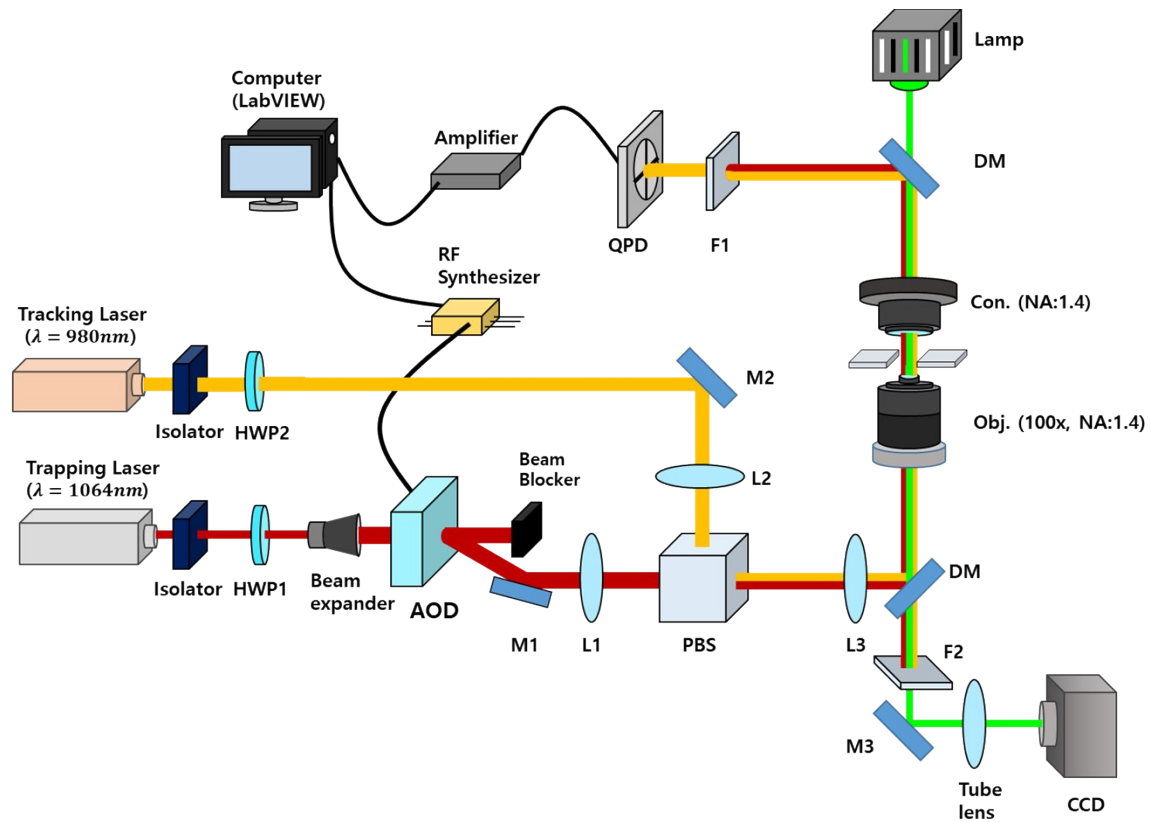 Lamp
Computer
(LabVIEW)
Amplifier
DM
QPD
F1
RF
Synthesizer
Con. (NA:1.4)
Tracking Laser
(λ = 980nm)
M2
Obj. (100x, NA:1.4)
Isolator
HWP2
Trapping Laser
(λ = 1064nm)
Beam
Blocker
L2
Isolator
HWP1
Beam
expander
AOD
M1
L1
PBS
L3
DM
F2
M3
Tube
lens
CCD